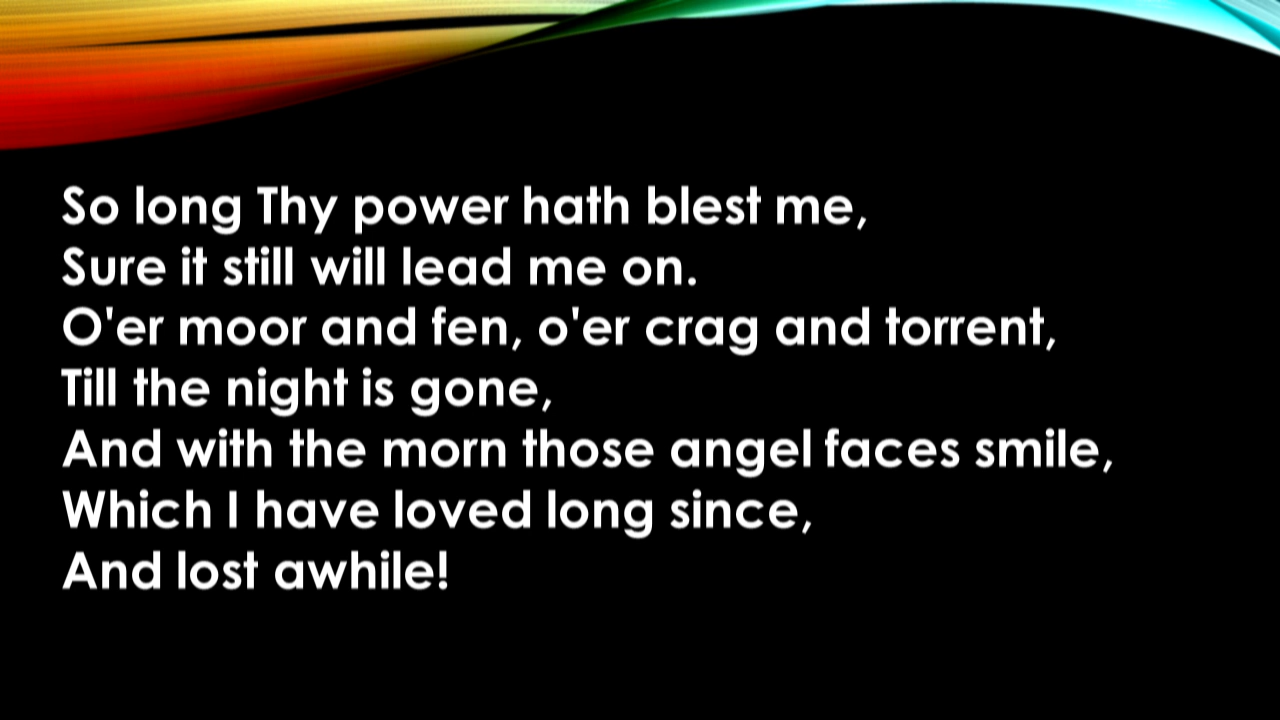 So long Thy power hath blest me,
Sure it still will lead me on.
O'er moor and fen, o'er crag and torrent,
Till the night is gone,
And with the morn those angel faces smile,
Which I have loved long since,
And lost awhile!